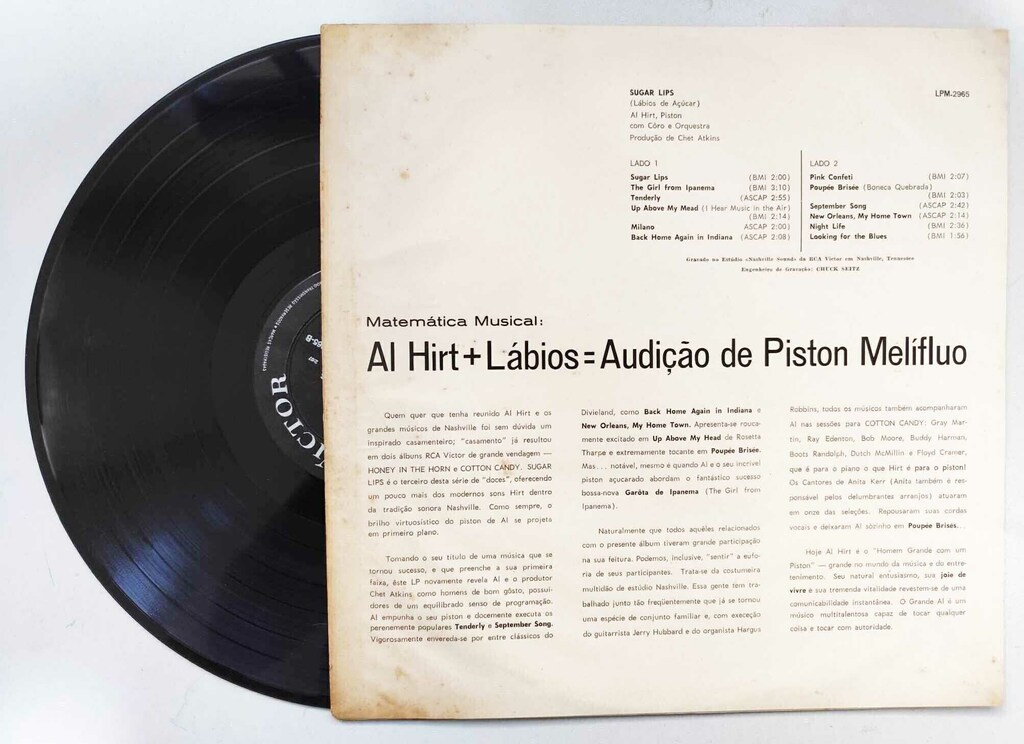 SUGAR LIPS
(Lábios de Açúcar)
Al Hirt, Piston
com Côro e Orquestra
Produção de Chet Atkins
LPM-2965
LADO 1
Sugar Lips (BMI 2:00)
The Girl from Ipanema (BMI 3:10)
Tenderly (ASCAP 2:55)
Up Above My Mead (I Hear Music in the Air)
(BMI 2:14)
Milano ASCAP 2:00)
Back Home Again in Indiana (ASCAP 2:08)
LADO 2
Pink Confeti (BMI 2:07)
Poupée Brisée (Boneca Quebrada)
(BMI 2:03)
September Song (ASCAP 2:42)
New Orleans, My Home Town (ASCAP 2:14)
Night Life (BMI 2:36)
Looking for the Blues (BMI 1:56)
Gravado no Estúdio «Nashville Sound» da RCA Victor em Nashville, Tennessee
Engenheiro de Gravação: CHUCK SEITZ
Matemática Musical:
Al Hirt + Lábios = Audição de Piston Melífluo
Quem quer que tenha reunido Al Hirt e os
grandes músicos de Nashville foi sem dúvida um
inspirado casamenteiro; "casamento" já resultou
em dois álbuns RCA Victor de grande vendagem —
HONEY IN THE HORN e COTTON CANDY. SUGAR
LIPS é o terceiro desta série de "doces", oferecendo
um pouco mais dos modernos sons Hirt dentro
da tradição sonora Nashville. Como sempre, o
brilho virtuosístico do piston de Al se projeta
em primeiro plano.
Tomando o seu título de uma música que se
tornou sucesso, e que preenche a sua primeira
faixa, êste LP novamente revela Al e o produtor
Chet Atkins como homens de bom gôsto, possui-
dores de um equilibrado senso de programação.
Al empunha o seu piston e docemente executa os
perenemente populares Tenderly e September Song.
Vigorosamente envereda-se por entre clássicos do
Divieland, como Back Home Again in Indiana e
New Orleans, My Home Town. Apresenta-se rouca-
mente excitado em Up Above My Head de Rosetta
Tharpe e extremamente tocante em Poupée Brisée.
Mas... notável, mesmo é quando Al e o seu incrível
piston açucarado abordam o fantástico sucesso
bossa-nova Garôta de Ipanema (The Girl from
Ipanema).
Naturalmente que todos aquêles relacionados
com o presente álbum tiveram grande participação
na sua feitura. Podemos, inclusive, "sentir" a eufo-
ria de seus participantes. Trata-se da costumeira
multidão de estúdio Nashville. Essa gente tem tra-
balhado junto tão freqüentemente que já se tornou
uma espécie de conjunto familiar e, com execeção
do guitarrista Jerry Hubbard e do organista Hargus
Robbins, todos os músicos também acompanharam
Al nas sessões para COTTON CANDY: Gray Mar-
tin, Ray Edenton, Bob Moore, Buddy Harman,
Boots Randolph, Dutch McMillin e Floyd Cramer,
que é para o piano o que Hirt é para o piston!
Os Cantores de Anita Kerr (Anita também é res-
ponsável pelos delumbrantes arranjos) atuaram
em onze das seleções. Repousaram suas cordas
vocais e deixaram Al sòzinho em Poupée Brises...
Hoje Al Hirt é o "Homem Grande com um
Piston" — grande no mundo da música e do entre-
tenimento. Seu natural entusiasmo, sua joie de
vivre e sua tremenda vitalidade revestem-se de uma
comunicabilidade instantânea. O Grande Al é um
músico multitalentoso capaz de tocar qualquer
coisa e tocar com autoridade.
VICTOR